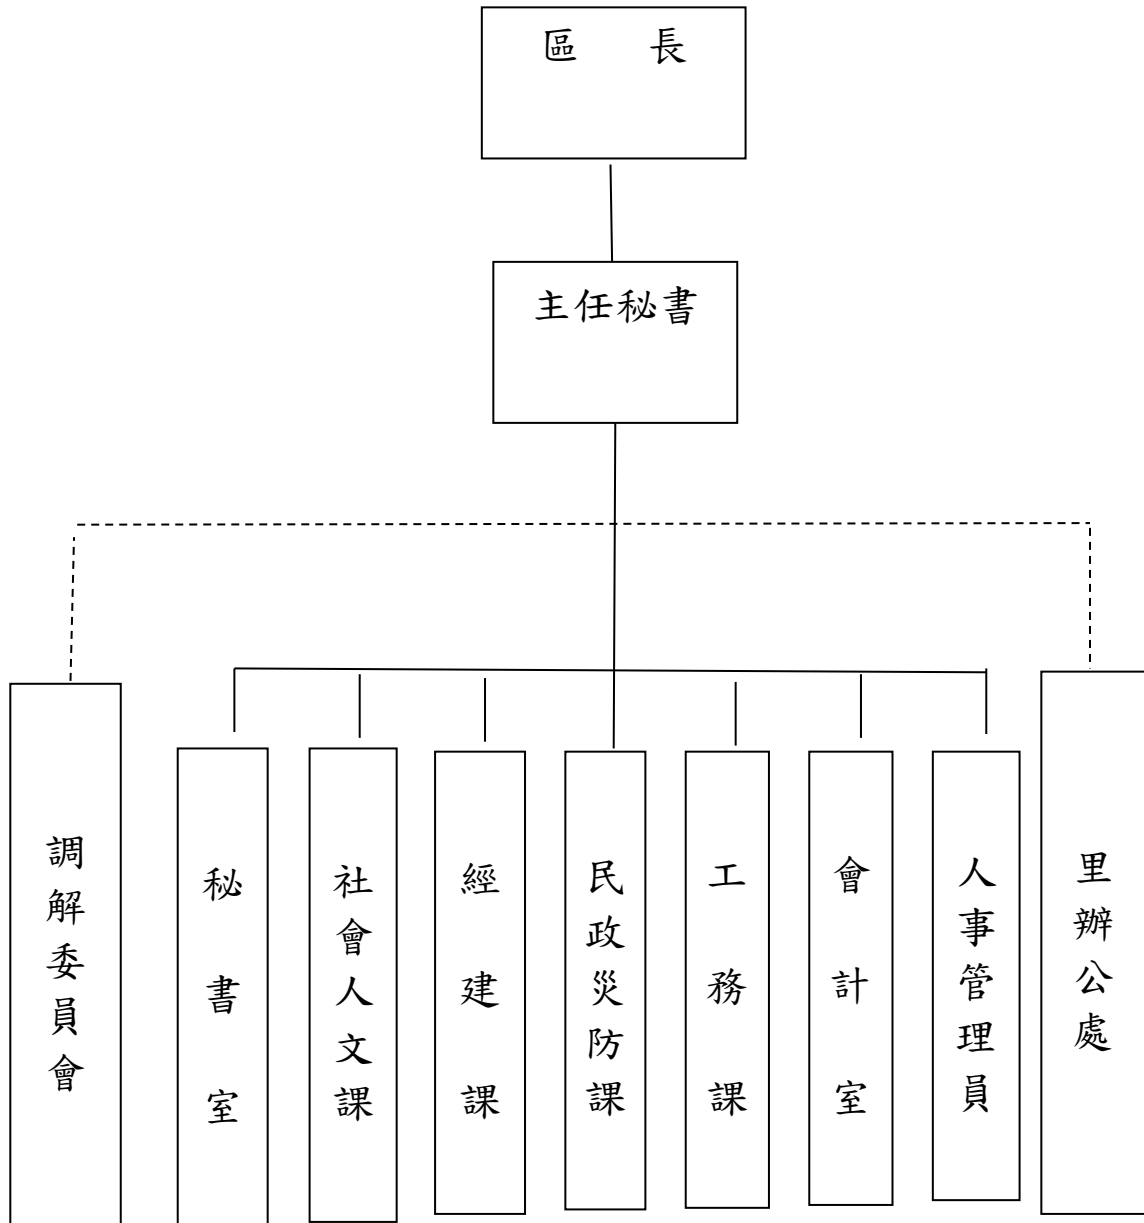 區 長
主任秘書
調解委員會
秘書室
社會人文課
經建課
民政災防課
工務課
會計室
人事管理員
里辦公處